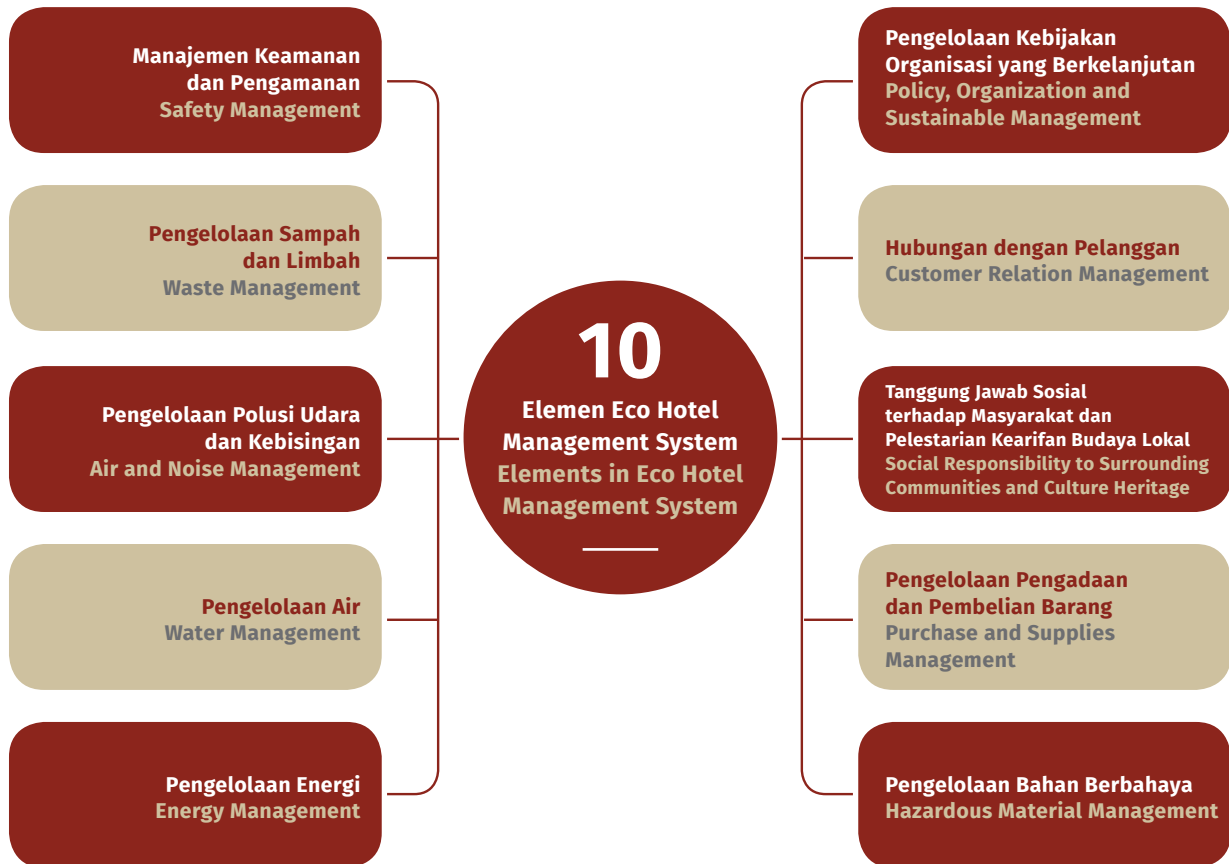 Manajemen Keamanan
dan Pengamanan
Safety Management
Pengelolaan Sampah
dan Limbah
Waste Management
Pengelolaan Polusi Udara
dan Kebisingan
Air and Noise Management
Pengelolaan Air
Water Management
Pengelolaan Energi
Energy Management
10
Elemen Eco Hotel
Management System
Elements in Eco Hotel
Management System
Pengelolaan Kebijakan
Organisasi yang Berkelanjutan
Policy, Organization and
Sustainable Management
Hubungan dengan Pelanggan
Customer Relation Management
Tanggung Jawab Sosial
terhadap Masyarakat dan
Pelestarian Kearifan Budaya Lokal
Social Responsibility to Surrounding
Communities and Culture Heritage
Pengelolaan Pengadaan
dan Pembelian Barang
Purchase and Supplies
Management
Pengelolaan Bahan Berbahaya
Hazardous Material Management